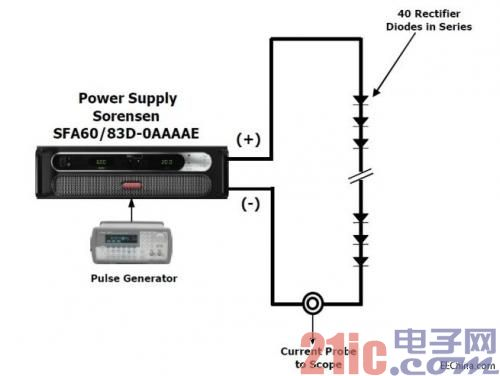 40 Rectifier
Diodes in Series
Power Supply
Sorensen
SFA60/83D-0AAAAE
(+)
(-)
Pulse Generator
Current Probe
to Scope
21ic.com 电子网
EEChina.com